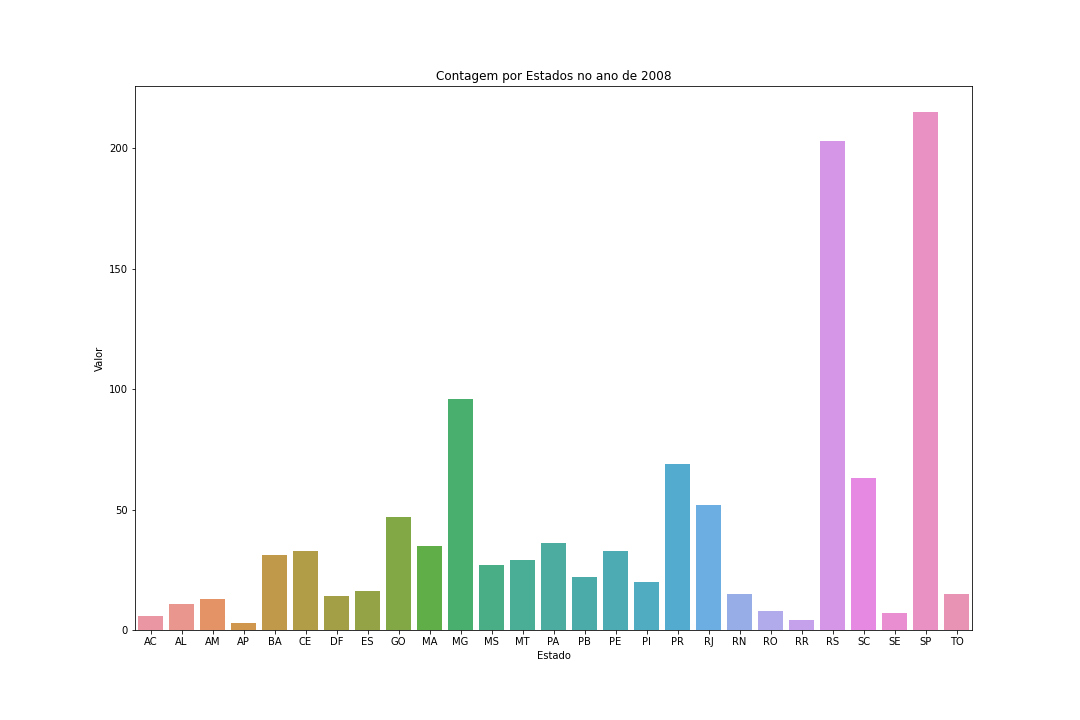 Contagem por Estados no ano de 2008
Valor
200
150
100
50
0
AC AL AM AP BA CE DF ES GO MA MG MS MT PA PB PE PI PR RJ RN RO RR RS SC SE SP TO
Estado